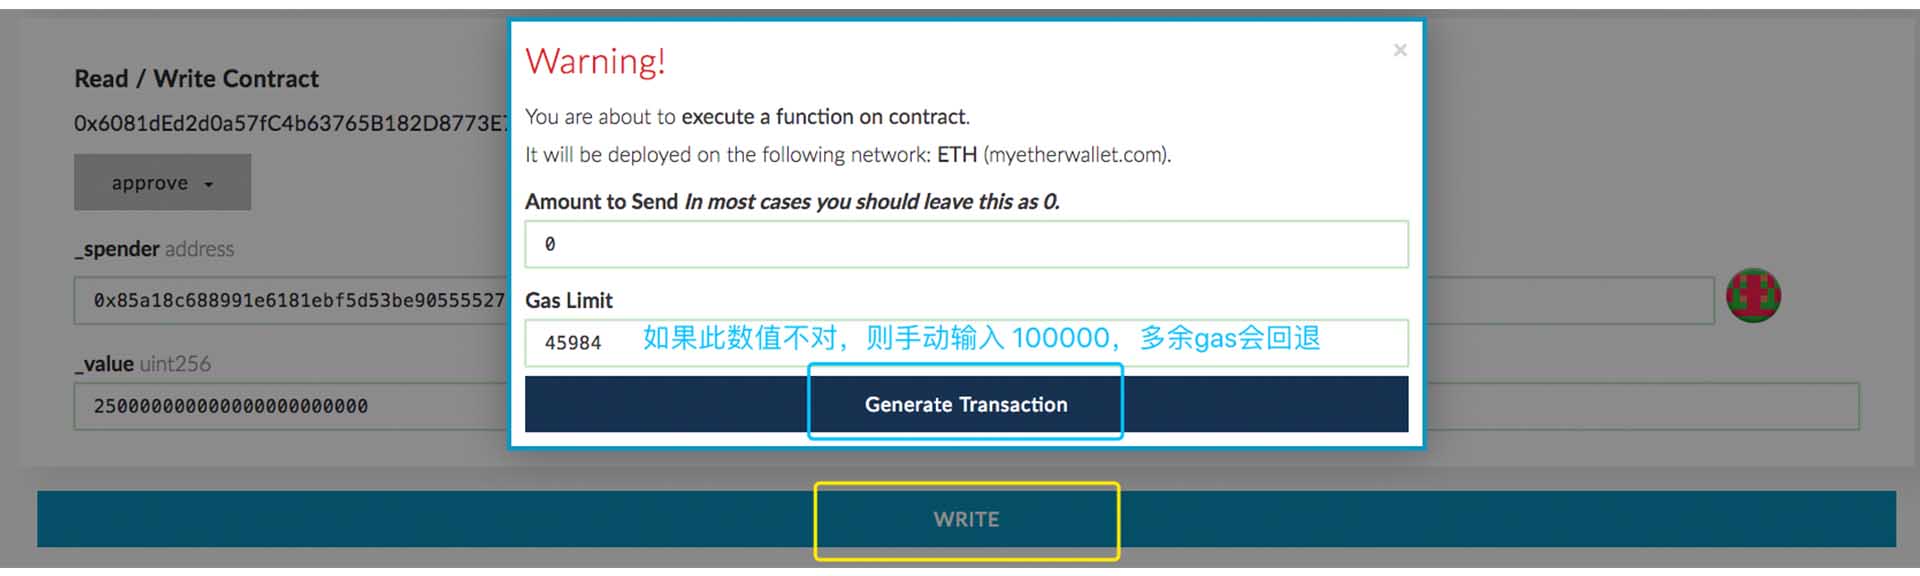 Read / Write Contract
0x6081dEd2d0a57fC4b63765B182D8773E
approve
_spender address
0x85a18c688991e6181ebf5d53be90555527
_value uint256
250000000000000000000000
Warning!
×
You are about to execute a function on contract.
It will be deployed on the following network: ETH (myetherwallet.com).
Amount to Send In most cases you should leave this as 0.
0
Gas Limit
45984 如果此数值不对，则手动输入 100000，多余gas会回退
Generate Transaction
WRITE